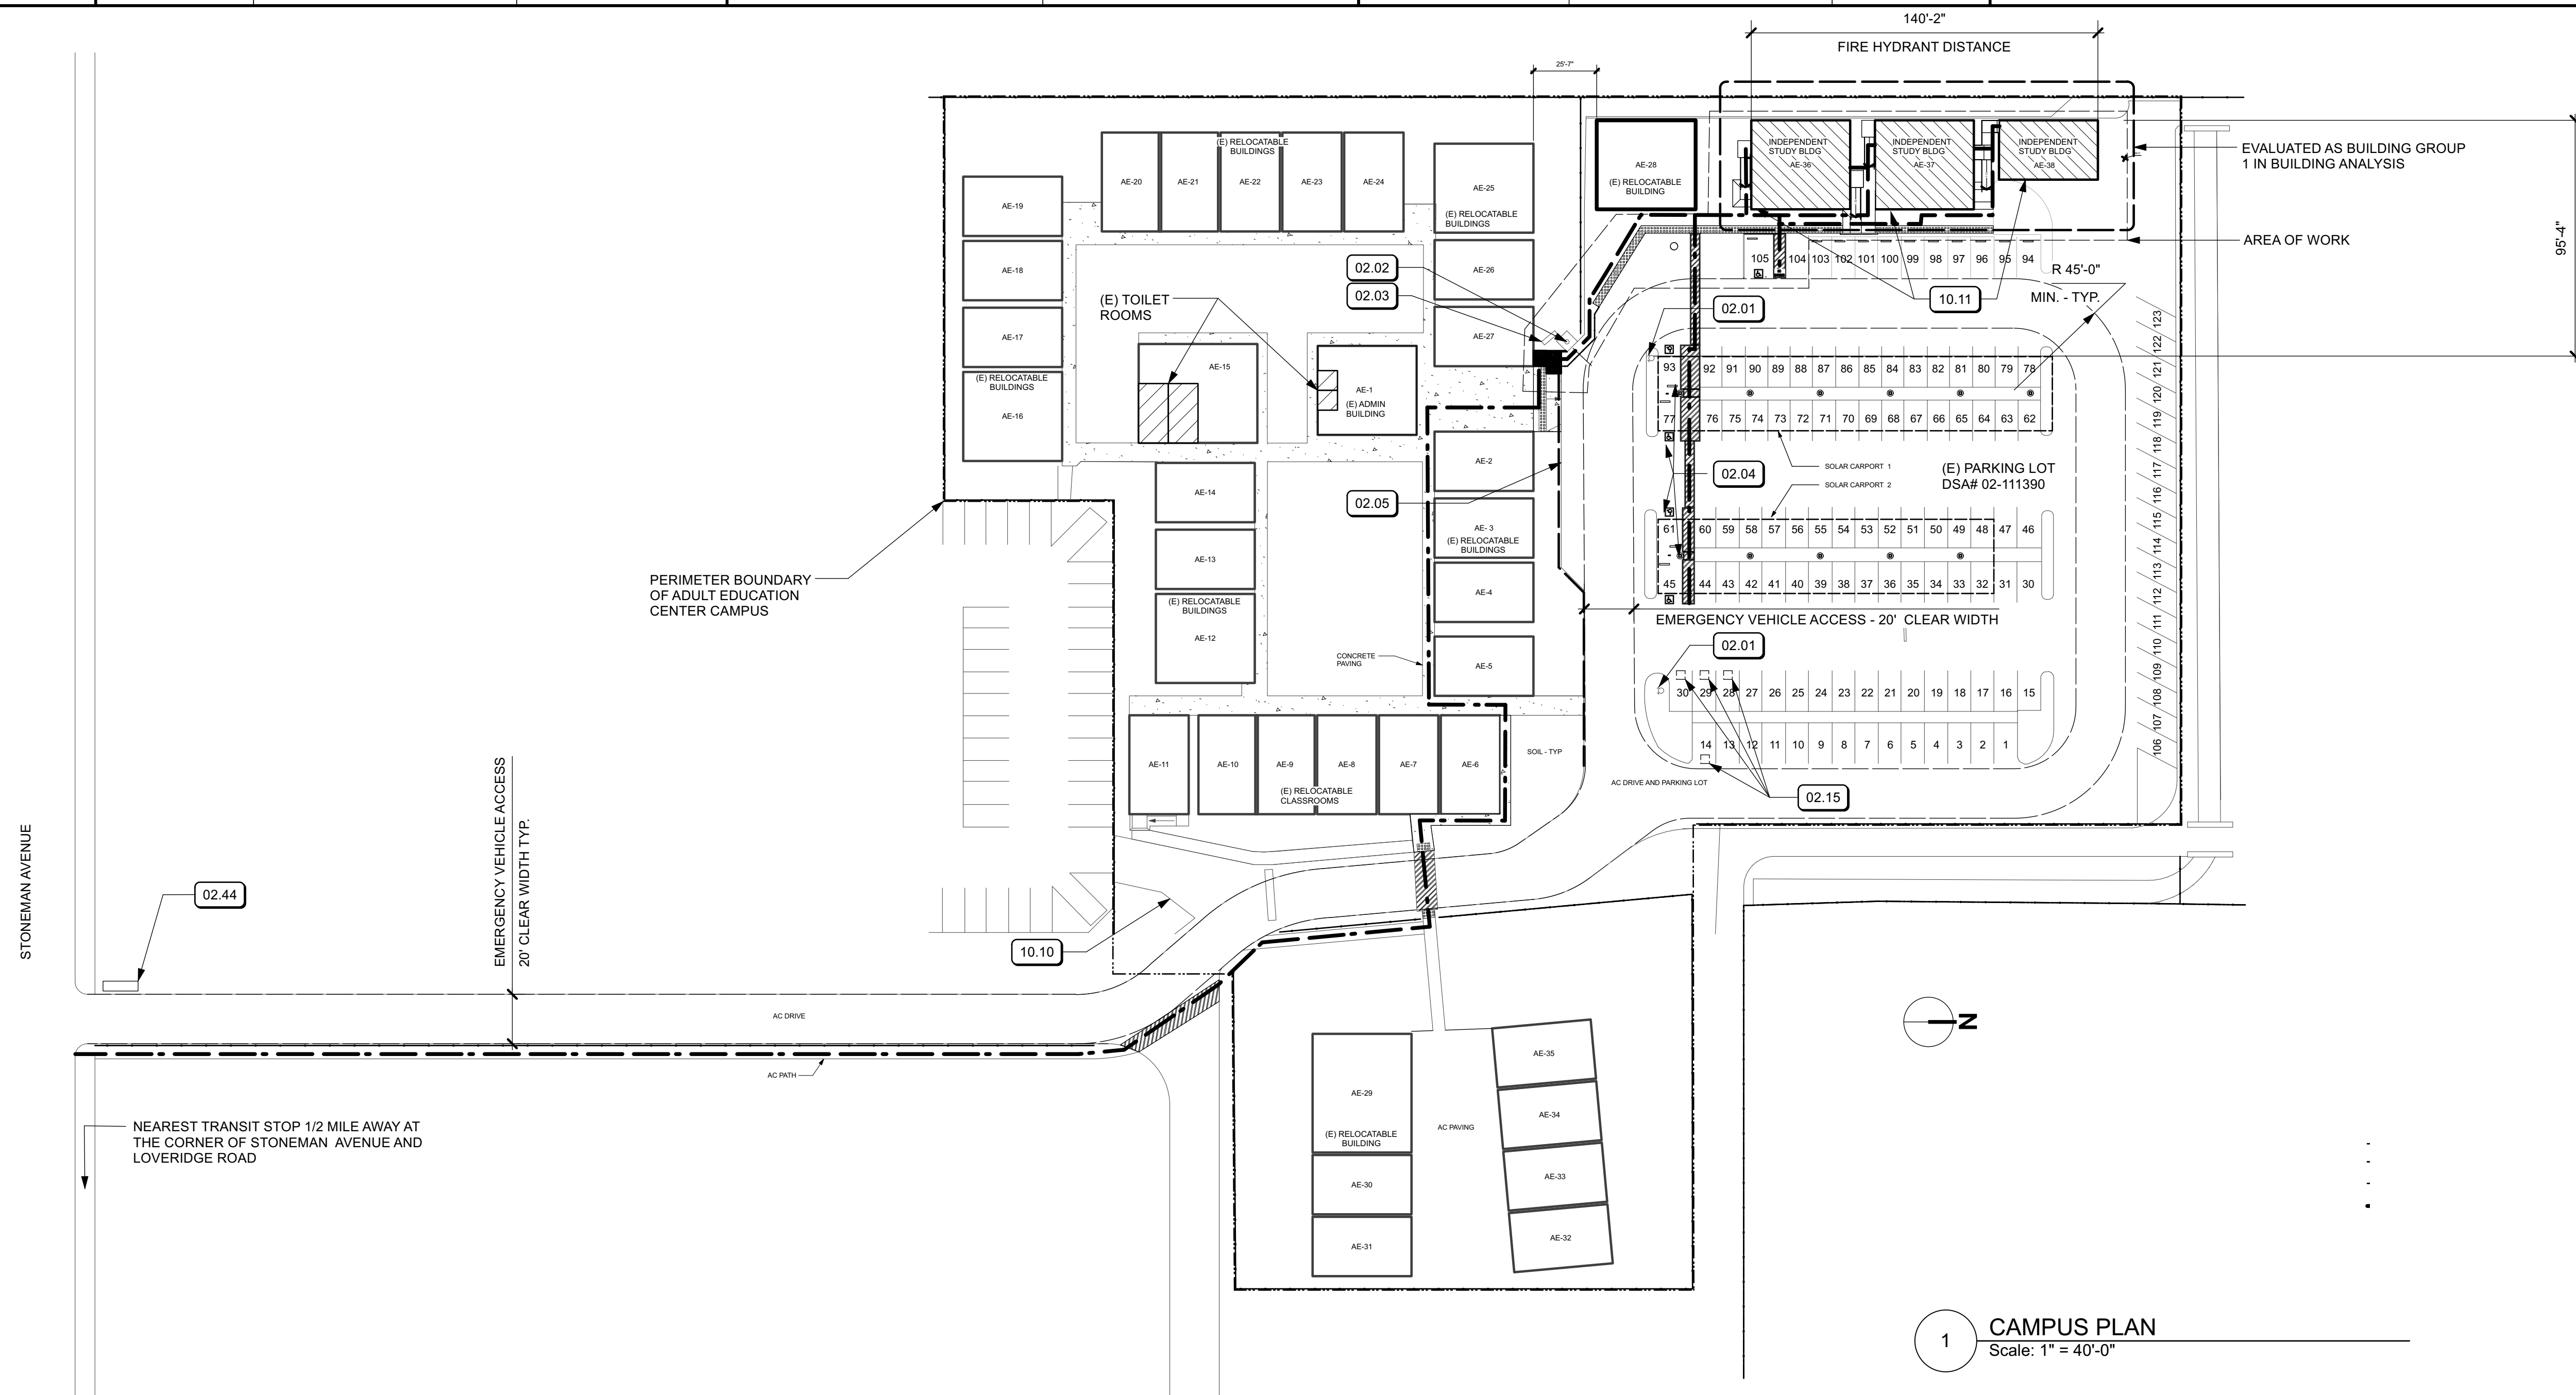 140'-2"
FIRE HYDRANT DISTANCE
25'-7"
(E) RELOCATABLE
BUILDINGS
AE-20
AE-21
AE-22
AE-23
AE-24
AE-25
(E) RELOCATABLE
BUILDINGS
AE-28
(E) RELOCATABLE
BUILDING
INDEPENDENT
STUDY BLDG
AE-36
INDEPENDENT
STUDY BLDG
AE-37
INDEPENDENT
STUDY BLDG
AE-38
EVALUATED AS BUILDING GROUP
1 IN BUILDING ANALYSIS
AE-19
AREA OF WORK
95'-4"
AE-18
AE-26
02.02
02.03
105
104
103
102
101
100
99
98
97
96
95
94
R 45'-0"
MIN. - TYP.
10.11
(E) TOILET
ROOMS
02.01
AE-17
AE-27
(E) RELOCATABLE
BUILDINGS
AE-16
AE-15
AE-1
(E) ADMIN
BUILDING
93
92
91
90
89
88
87
86
85
84
83
82
81
80
79
78
77
76
75
74
73
72
71
70
69
68
67
66
65
64
63
62
123
122
121
120
119
118
117
116
115
114
113
112
111
110
109
108
107
106
AE-2
02.04
SOLAR CARPORT 1
SOLAR CARPORT 2
(E) PARKING LOT
DSA# 02-111390
AE-14
02.05
AE- 3
(E) RELOCATABLE
BUILDINGS
61
60
59
58
57
56
55
54
53
52
51
50
49
48
47
46
AE-13
PERIMETER BOUNDARY
OF ADULT EDUCATION
CENTER CAMPUS
45
44
43
42
41
40
39
38
37
36
35
34
33
32
31
30
(E) RELOCATABLE
BUILDINGS
AE-12
AE-4
EMERGENCY VEHICLE ACCESS - 20' CLEAR WIDTH
02.01
CONCRETE
PAVING
AE-5
30
29
28
27
26
25
24
23
22
21
20
19
18
17
16
15
14
13
12
11
10
9
8
7
6
5
4
3
2
1
SOIL - TYP
AE-11
AE-10
AE-9
AE-8
AE-7
AE-6
(E) RELOCATABLE
CLASSROOMS
AC DRIVE AND PARKING LOT
02.15
STONEMAN AVENUE
02.44
EMERGENCY VEHICLE ACCESS
20' CLEAR WIDTH TYP.
10.10
AC DRIVE
AC PATH
N
NEAREST TRANSIT STOP 1/2 MILE AWAY AT
THE CORNER OF STONEMAN AVENUE AND
LOVERIDGE ROAD
AE-29
(E) RELOCATABLE
BUILDING
AE-30
AE-31
AC PAVING
AE-35
AE-34
AE-33
AE-32
1
CAMPUS PLAN
Scale: 1" = 40'-0"